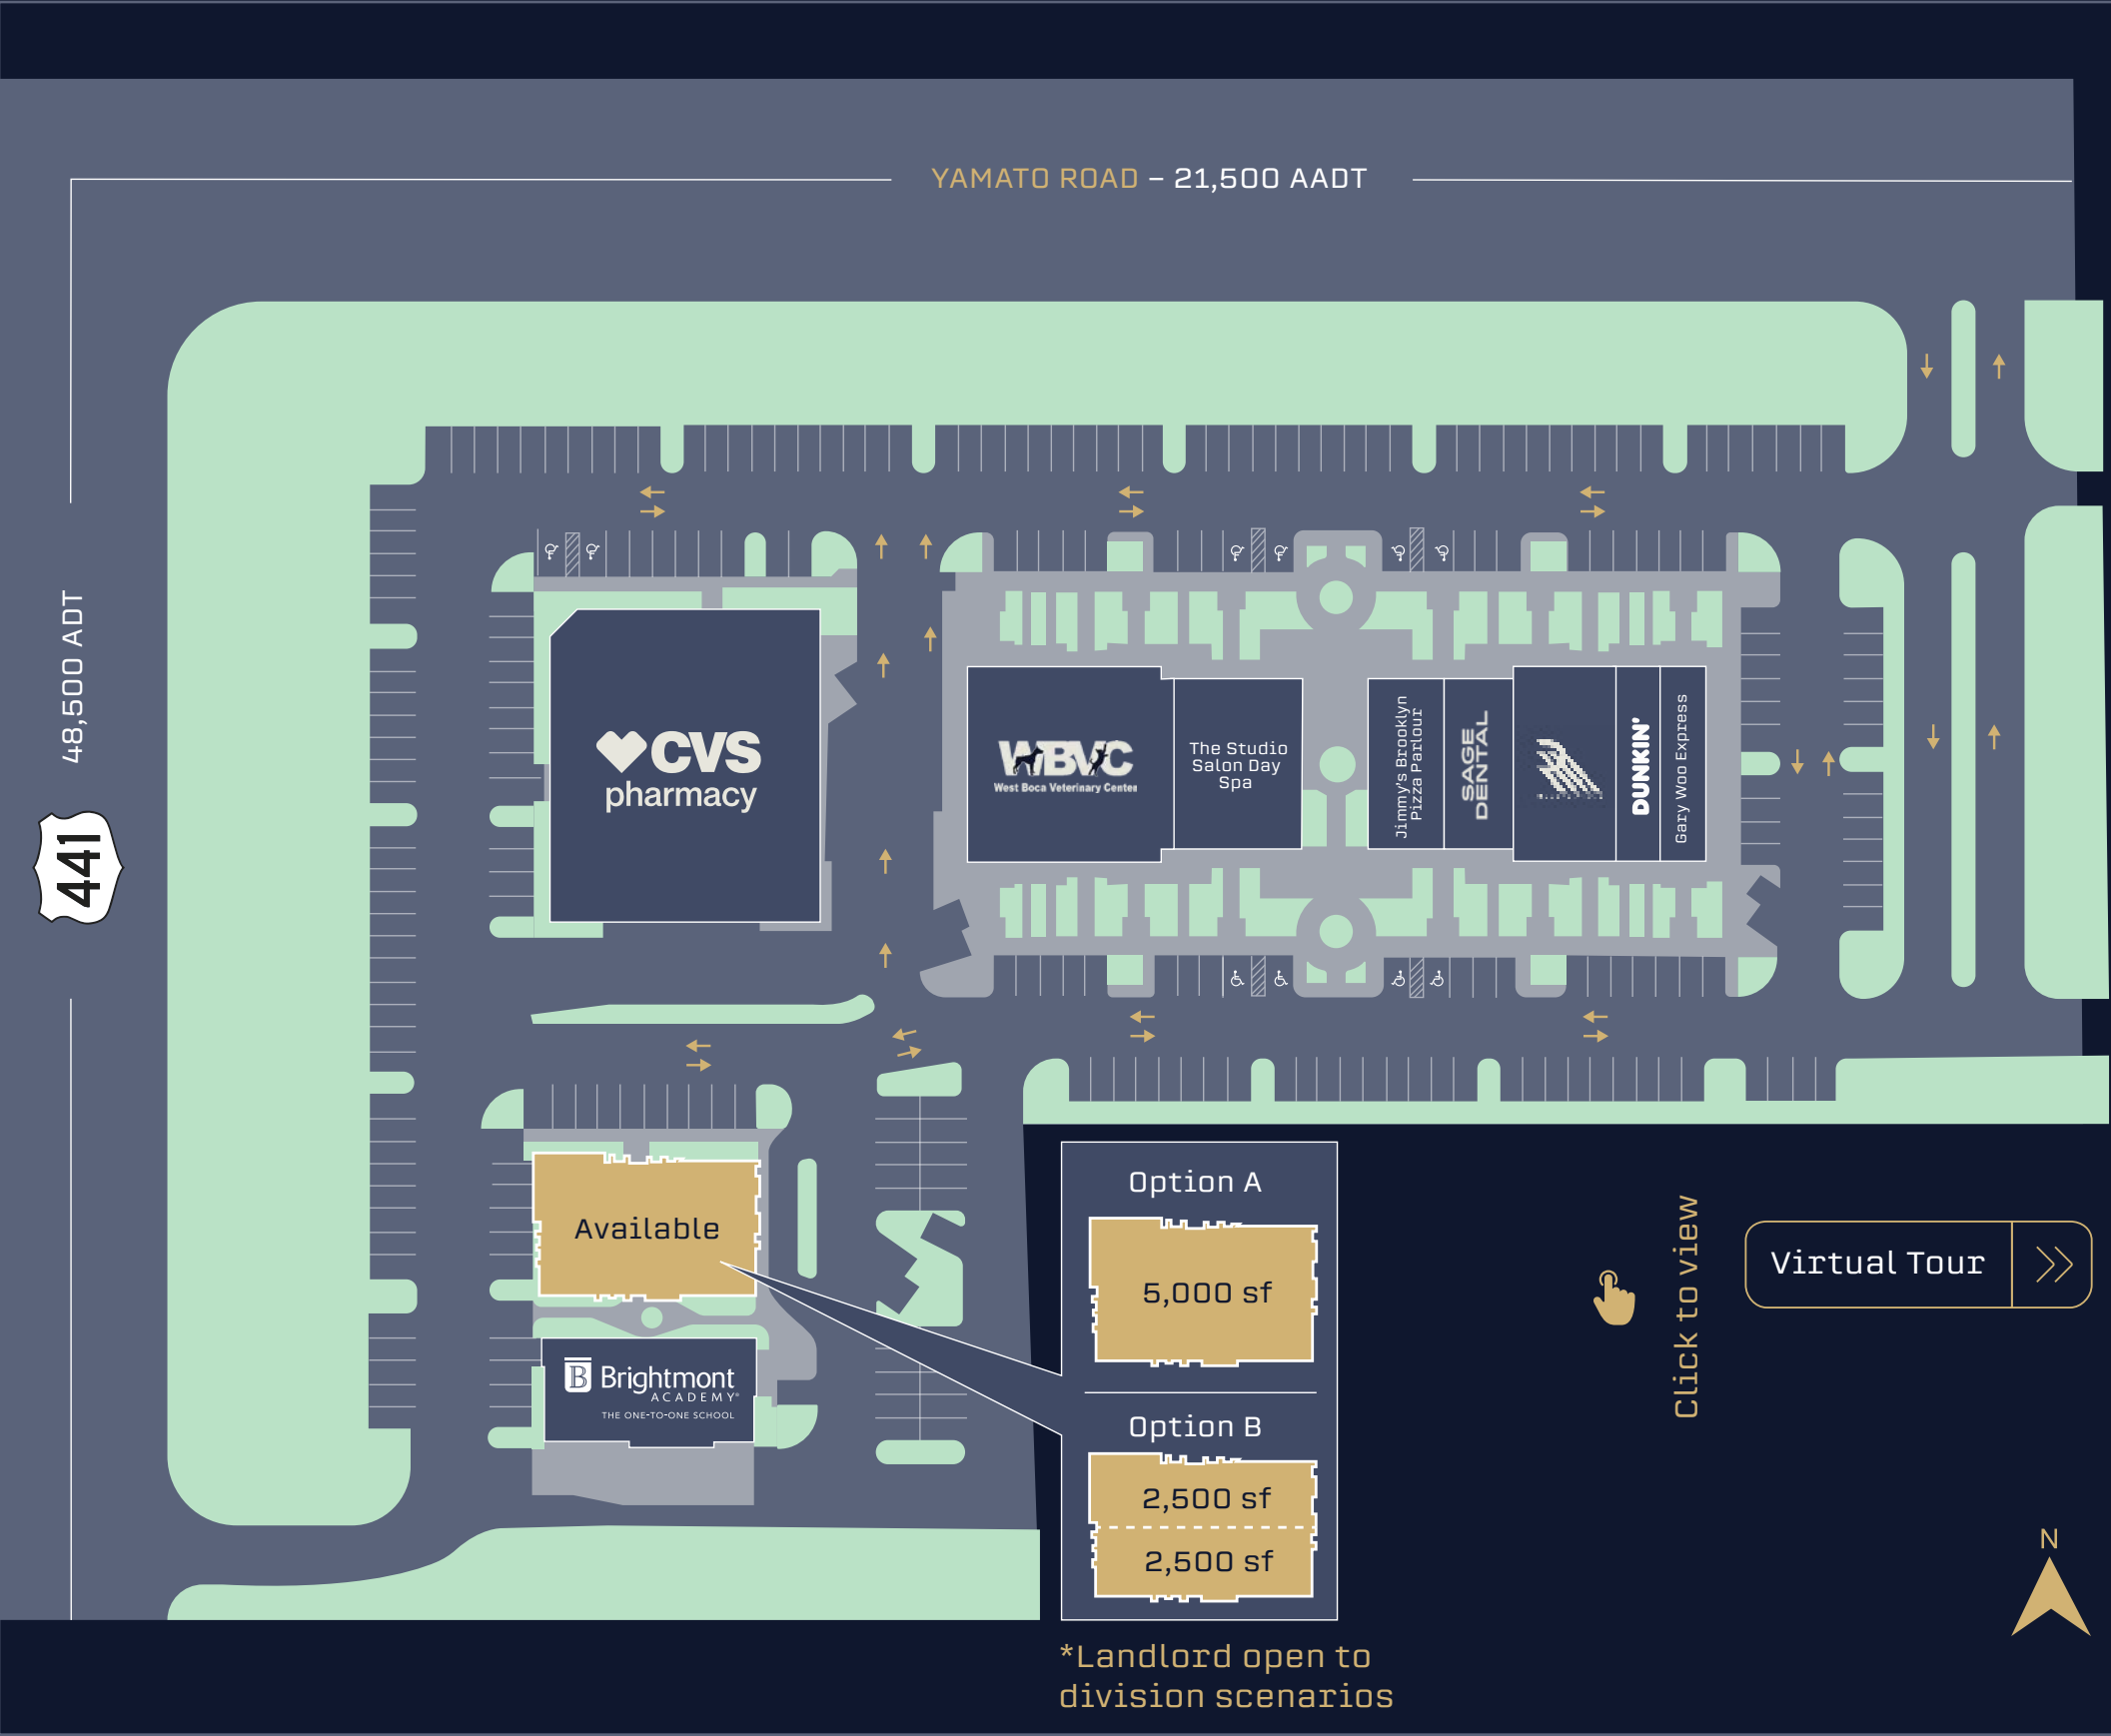 YAMATO ROAD – 21,500 AADT
48,500 ADT
441
CVS
pharmacy
WBVC
West Boca Veterinary Center
The Studio
Salon Day
Spa
Jimmy's Brooklyn
Pizza Parlour
SAGE
DENTAL
DUNKIN'
Gary Woo Express
Available
B Brightmont
ACADEMY®
THE ONE-TO-ONE SCHOOL
Option A
5,000 sf
Option B
2,500 sf
2,500 sf
*Landlord open to
division scenarios
Click to view
Virtual Tour
N